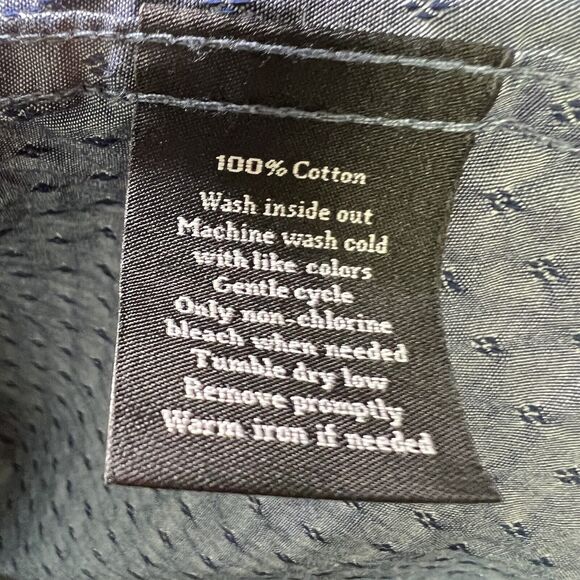 100% Cotton
Wash inside out
Machine wash cold
with like colors
Gentle cycle
Only non-chlorine
bleach when needed
Tumble dry low
Remove promptly
Warm iron if needed